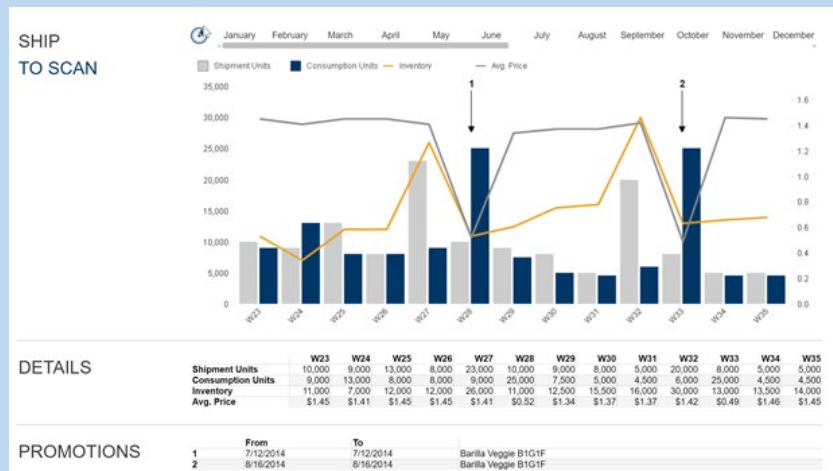 SHIP
TO SCAN
January February March April May June July August September October November December
Shipment Units Consumption Units Inventory Avg. Price
35,000
30,000
25,000
20,000
15,000
10,000
5,000
0
1 2
1.6
1.4
1.2
1.0
0.8
0.6
0.4
0.2
0.0
W23 W24 W25 W26 W27 W28 W29 W30 W31 W32 W33 W34 W35
DETAILS
W23 W24 W25 W26 W27 W28 W29 W30 W31 W32 W33 W34 W35
Shipment Units 10,000 9,000 13,000 8,000 23,000 10,000 9,000 8,000 5,000 20,000 8,000 5,000 5,000
Consumption Units 9,000 13,000 8,000 8,000 9,000 25,000 7,500 5,000 4,500 6,000 25,000 4,500 4,500
Inventory 11,000 7,000 12,000 12,000 26,000 11,000 12,500 15,500 16,000 30,000 13,000 13,500 14,000
Avg. Price $1.45 $1.41 $1.45 $1.45 $1.41 $0.52 $1.34 $1.37 $1.37 $1.42 $0.49 $1.46 $1.45
PROMOTIONS
From To
1 7/12/2014 7/12/2014 Barilla Veggie B1G1F
2 8/16/2014 8/16/2014 Barilla Veggie B1G1F